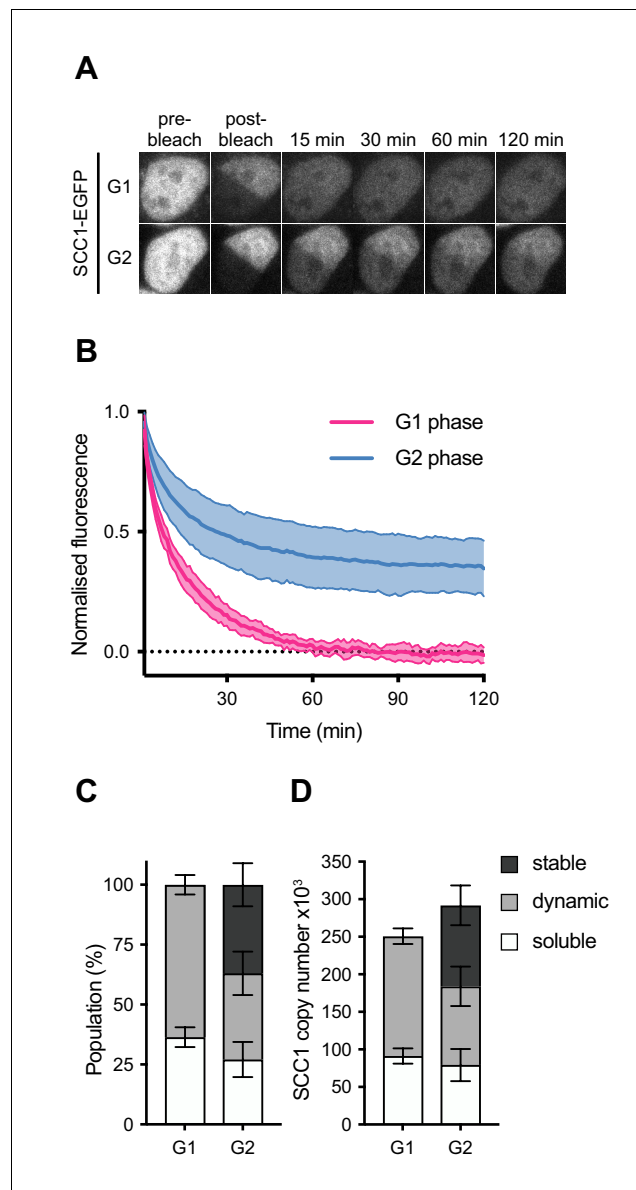 A
pre-bleach post-bleach 15 min 30 min 60 min 120 min
SCC1-EGFP
G1
G2
B
Normalised fluorescence
1.0
0.5
0.0
G1 phase
G2 phase
30 60 90 120
Time (min)
C
Population (%)
100
75
50
25
0
G1 G2
D
SCC1 copy number x10³
350
300
250
200
150
100
50
0
G1 G2
stable
dynamic
soluble